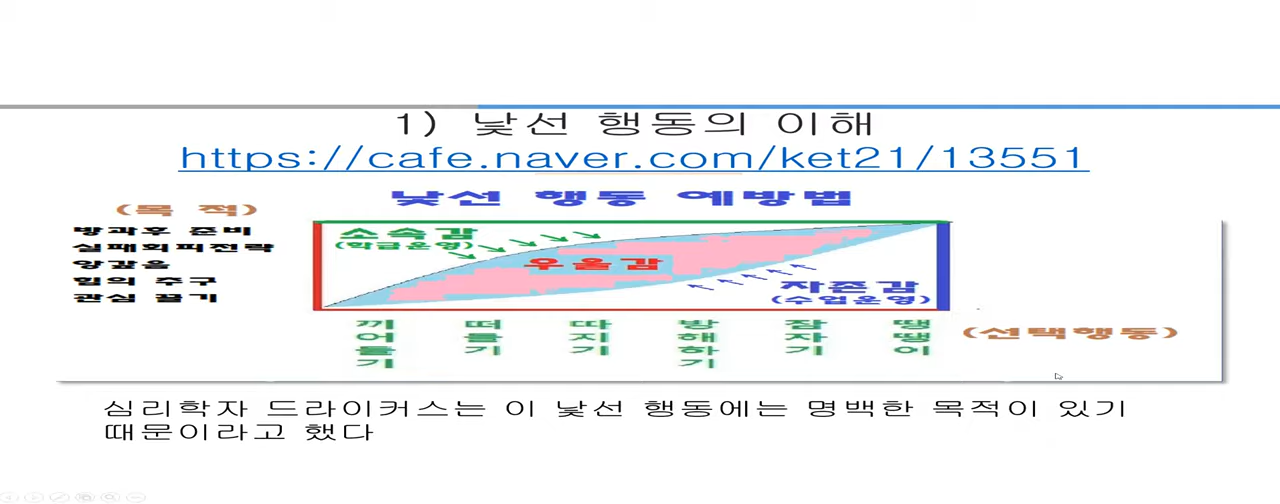 1) 낯선 행동의 이해
https://cafe.naver.com/ket21/13551
낯선 행동 예방법
(목 적)
방과후 준비
실패회피전략
앙갚음
힘의 추구
관심 끌기
소속감
(학급운영)
우울감
자존감
(수업운영)
끼어들기
떠들기
따지기
방해하기
잠자기
땡땡이
(선택행동)
심리학자 드라이커스는 이 낯선 행동에는 명백한 목적이 있기
때문이라고 했다